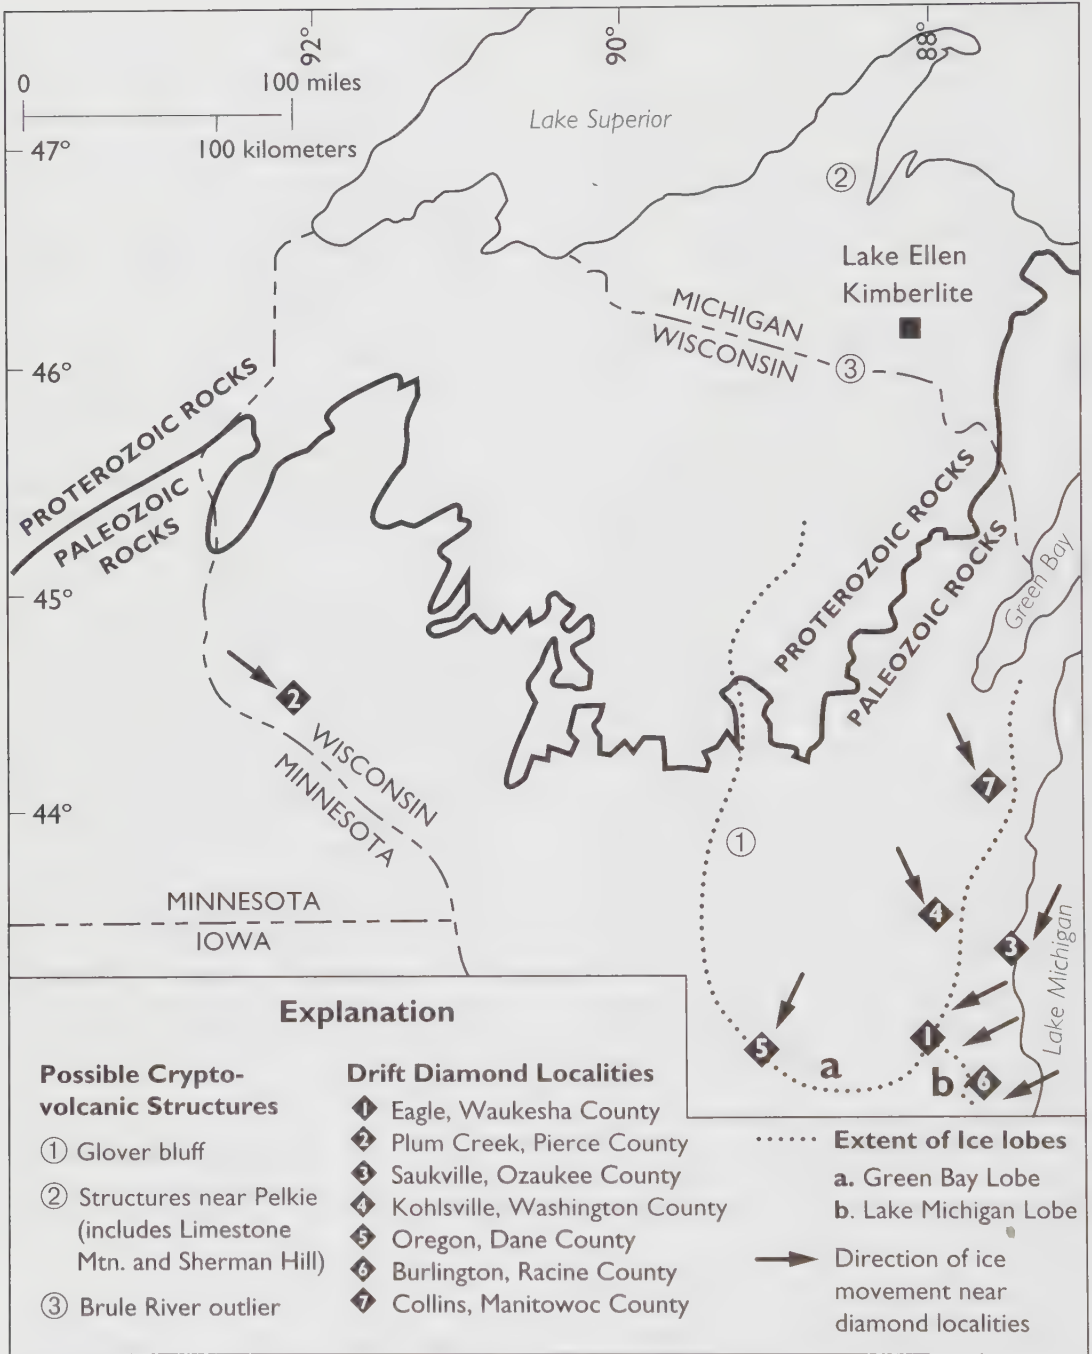 92°
90°
88°
0
100 miles
100 kilometers
47°
46°
45°
44°
Lake Superior
②
Lake Ellen
Kimberlite
MICHIGAN
WISCONSIN
③
PROTEROZOIC ROCKS
PALEOZOIC
ROCKS
PROTEROZOIC ROCKS
PALEOZOIC ROCKS
Green Bay
2
WISCONSIN
MINNESOTA
7
①
4
MINNESOTA
IOWA
3
Lake Michigan
5
1
a
b
6
Explanation
Possible Crypto-
volcanic Structures
① Glover bluff
② Structures near Pelkie
(includes Limestone
Mtn. and Sherman Hill)
③ Brule River outlier
Drift Diamond Localities
1 Eagle, Waukesha County
2 Plum Creek, Pierce County
3 Saukville, Ozaukee County
4 Kohlsville, Washington County
5 Oregon, Dane County
6 Burlington, Racine County
7 Collins, Manitowoc County
Extent of Ice lobes
a. Green Bay Lobe
b. Lake Michigan Lobe
Direction of ice
movement near
diamond localities